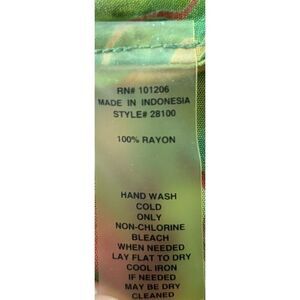 RN# 101206
MADE IN INDONESIA
STYLE# 28100
100% RAYON
HAND WASH
COLD
ONLY
NON-CHLORINE
BLEACH
WHEN NEEDED
LAY FLAT TO DRY
COOL IRON
IF NEEDED
MAY BE DRY
CLEANED